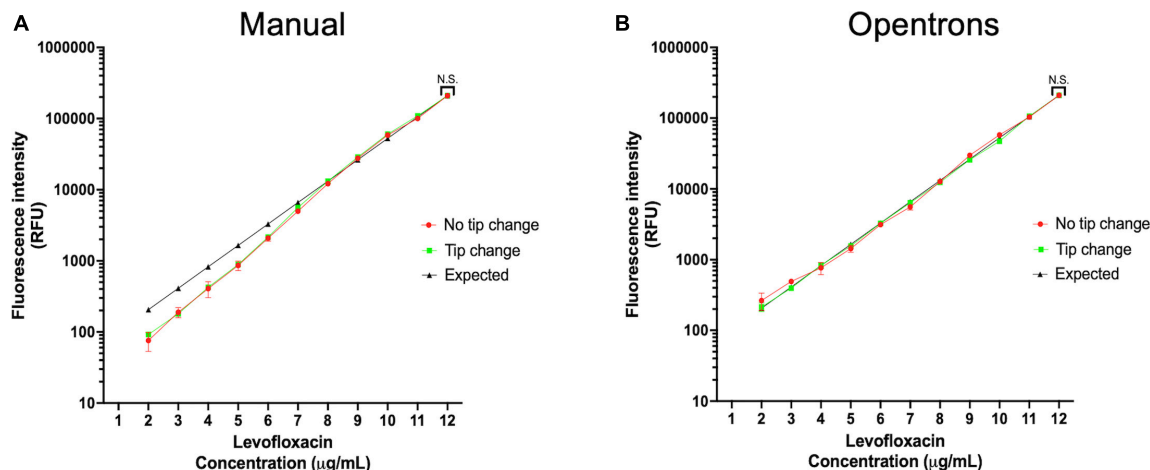 A
Manual
1000000
100000
10000
1000
100
10
Fluorescence intensity
(RFU)
N.S.
No tip change
Tip change
Expected
1 2 3 4 5 6 7 8 9 10 11 12
Levofloxacin
Concentration (μg/mL)
B
Opentrons
1000000
100000
10000
1000
100
10
Fluorescence intensity
(RFU)
N.S.
No tip change
Tip change
Expected
1 2 3 4 5 6 7 8 9 10 11 12
Levofloxacin
Concentration (μg/mL)